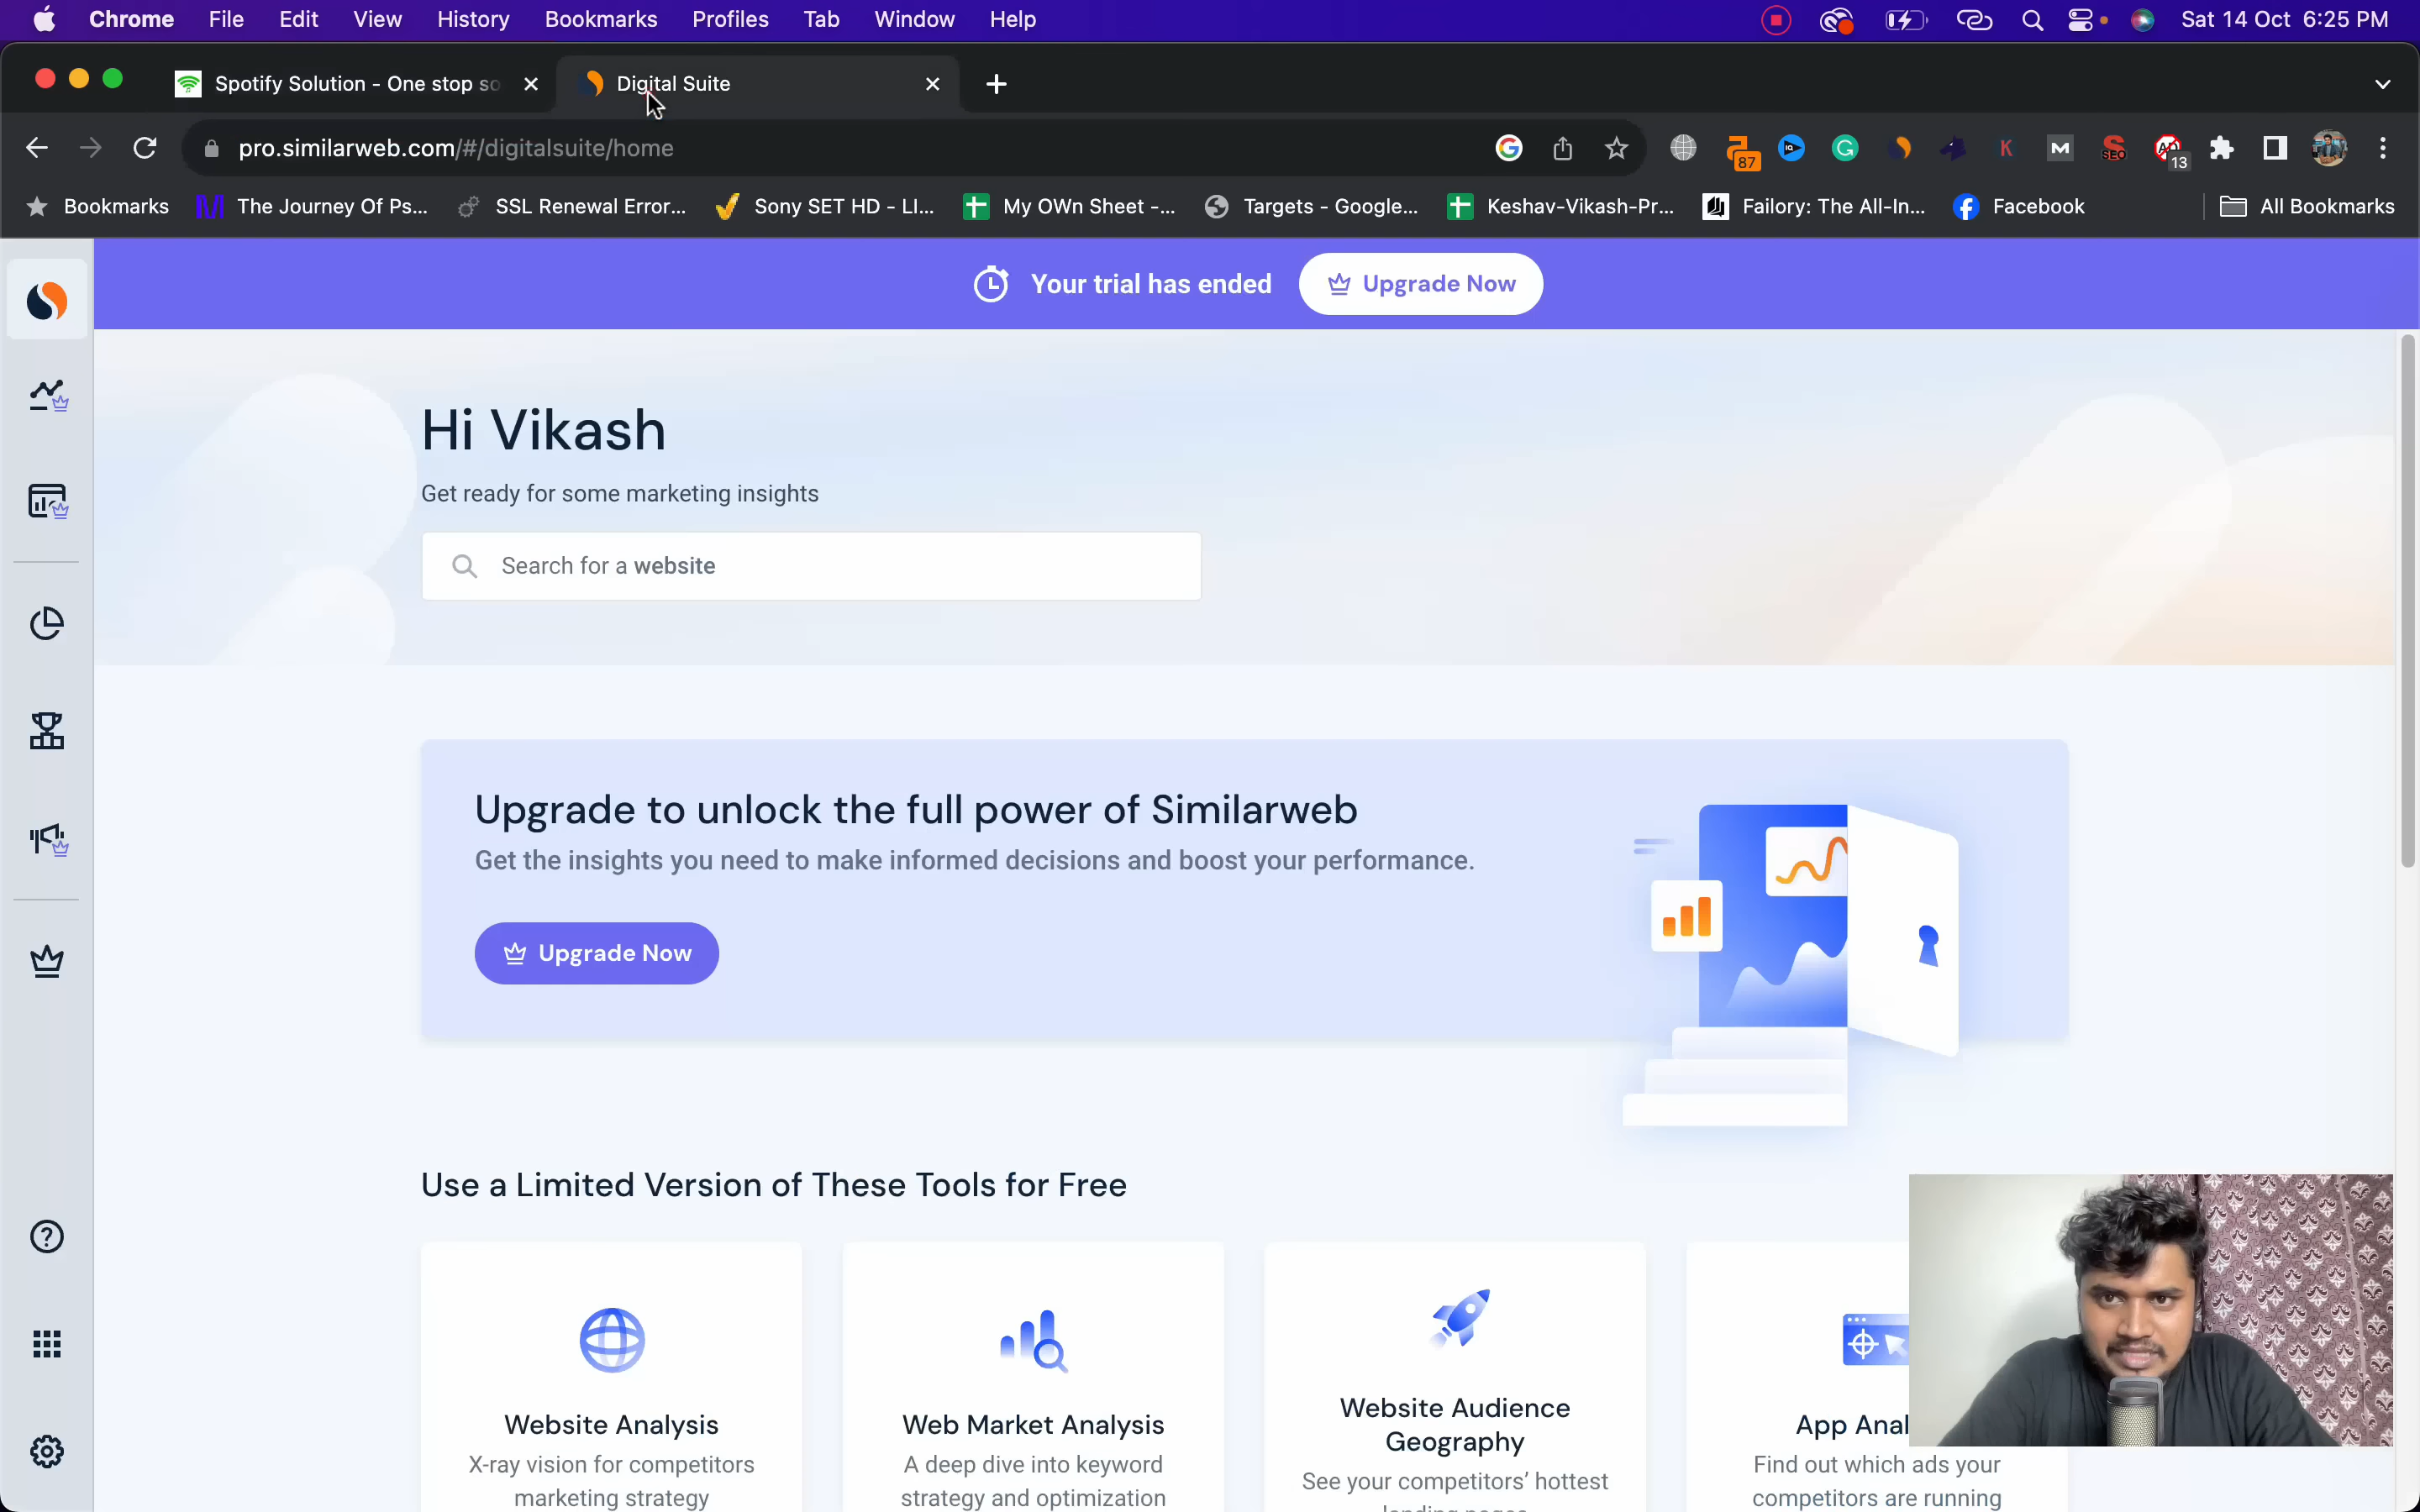 Chrome File Edit View History Bookmarks Profiles Tab Window Help Sat 14 Oct 6:25 PM
Spotify Solution - One stop so Digital Suite
pro.similarweb.com/#/digitalsuite/home 87 13
Bookmarks The Journey Of Ps... SSL Renewal Error... Sony SET HD - LI... My OWn Sheet -... Targets - Google... Keshav-Vikash-Pr... Failory: The All-In... Facebook All Bookmarks
Your trial has ended Upgrade Now
Hi Vikash
Get ready for some marketing insights
Search for a website
Upgrade to unlock the full power of Similarweb
Get the insights you need to make informed decisions and boost your performance.
Upgrade Now
Use a Limited Version of These Tools for Free
Website Analysis
X-ray vision for competitors
marketing strategy
Web Market Analysis
A deep dive into keyword
strategy and optimization
Website Audience
Geography
See your competitors' hottest
App Anal
Find out which ads your
competitors are running